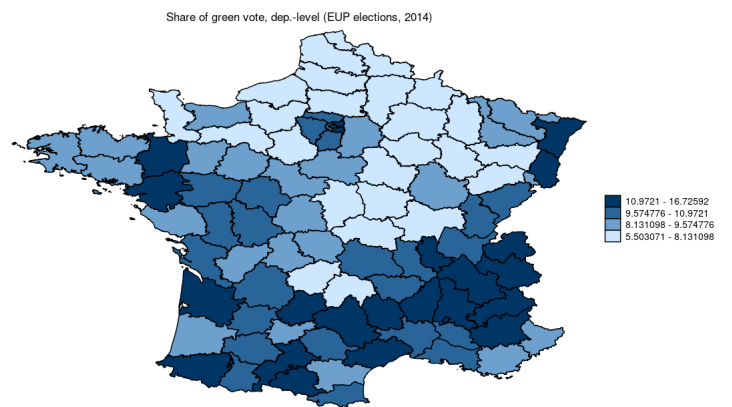 Share of green vote, dep.-level (EUP elections, 2014)
10.9721 - 16.72592
9.574776 - 10.9721
8.131098 - 9.574776
5.503071 - 8.131098